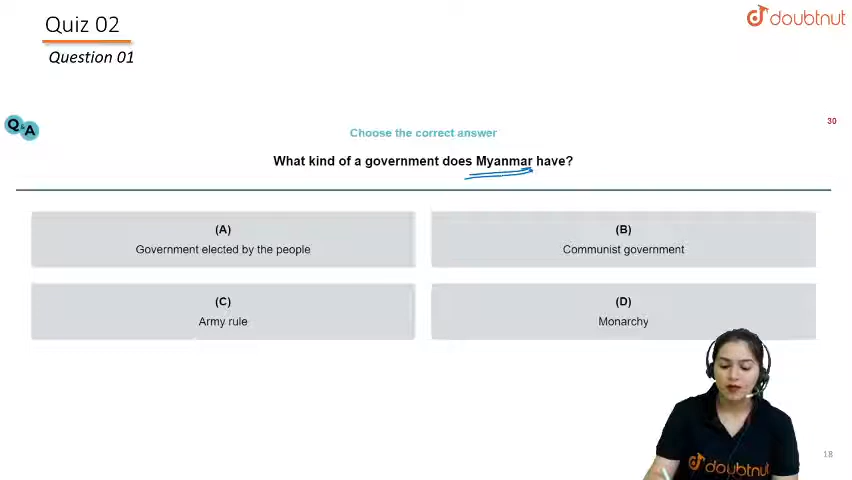 Quiz 02
doubtnut
Question 01
Q&A
30
Choose the correct answer
What kind of a government does Myanmar have?
(A)
Government elected by the people
(B)
Communist government
(C)
Army rule
(D)
Monarchy
doubtnut
18